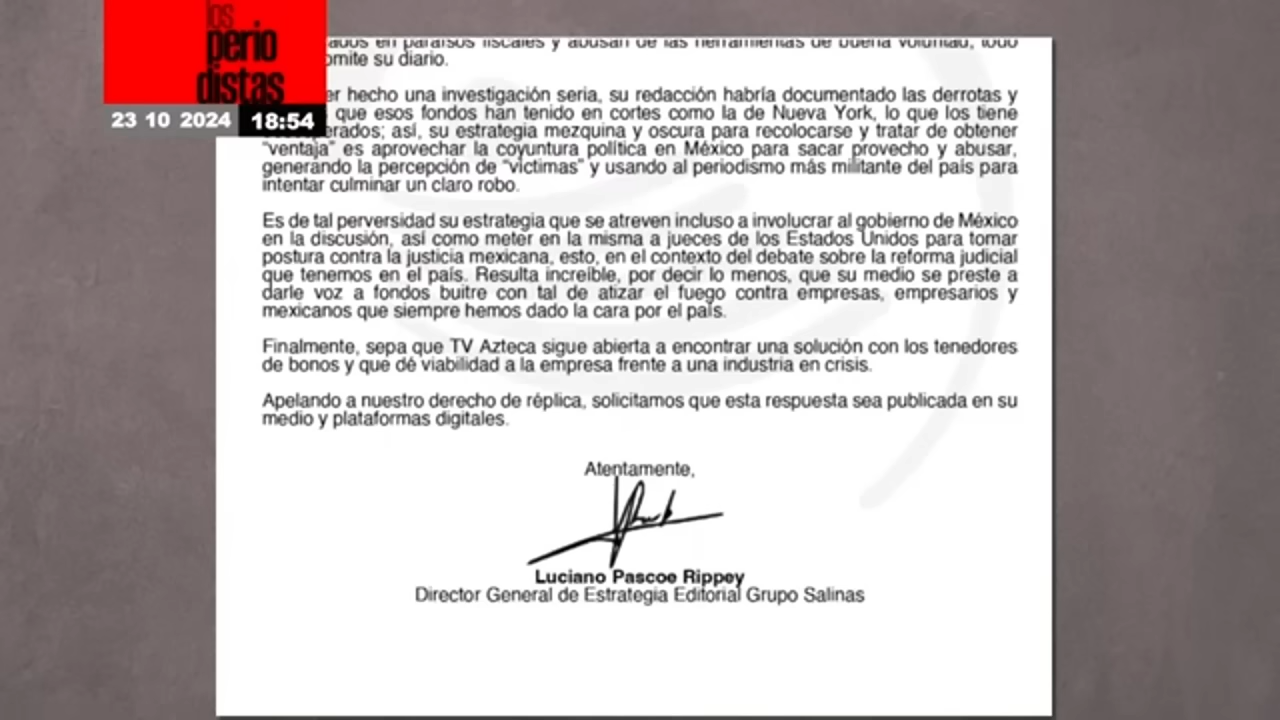 los
perio
distas
23 10 2024 18:54
en paraísos fiscales y abusan de las herramientas de buena voluntad, todo
omite su diario.
hecho una investigación seria, su redacción habría documentado las derrotas y
que esos fondos han tenido en cortes como la de Nueva York, lo que los tiene
así, su estrategia mezquina y oscura para recolocarse y tratar de obtener
“ventaja” es aprovechar la coyuntura política en México para sacar provecho y abusar,
generando la percepción de “víctimas” y usando al periodismo más militante del país para
intentar culminar un claro robo.
Es de tal perversidad su estrategia que se atreven incluso a involucrar al gobierno de México
en la discusión, así como meter en la misma a jueces de los Estados Unidos para tomar
postura contra la justicia mexicana, esto, en el contexto del debate sobre la reforma judicial
que tenemos en el país. Resulta increíble, por decir lo menos, que su medio se preste a
darle voz a fondos buitre con tal de atizar el fuego contra empresas, empresarios y
mexicanos que siempre hemos dado la cara por el país.
Finalmente, sepa que TV Azteca sigue abierta a encontrar una solución con los tenedores
de bonos y que dé viabilidad a la empresa frente a una industria en crisis.
Apelando a nuestro derecho de réplica, solicitamos que esta respuesta sea publicada en su
medio y plataformas digitales.
Atentamente,
Luciano Pascoe Rippey
Director General de Estrategia Editorial Grupo Salinas